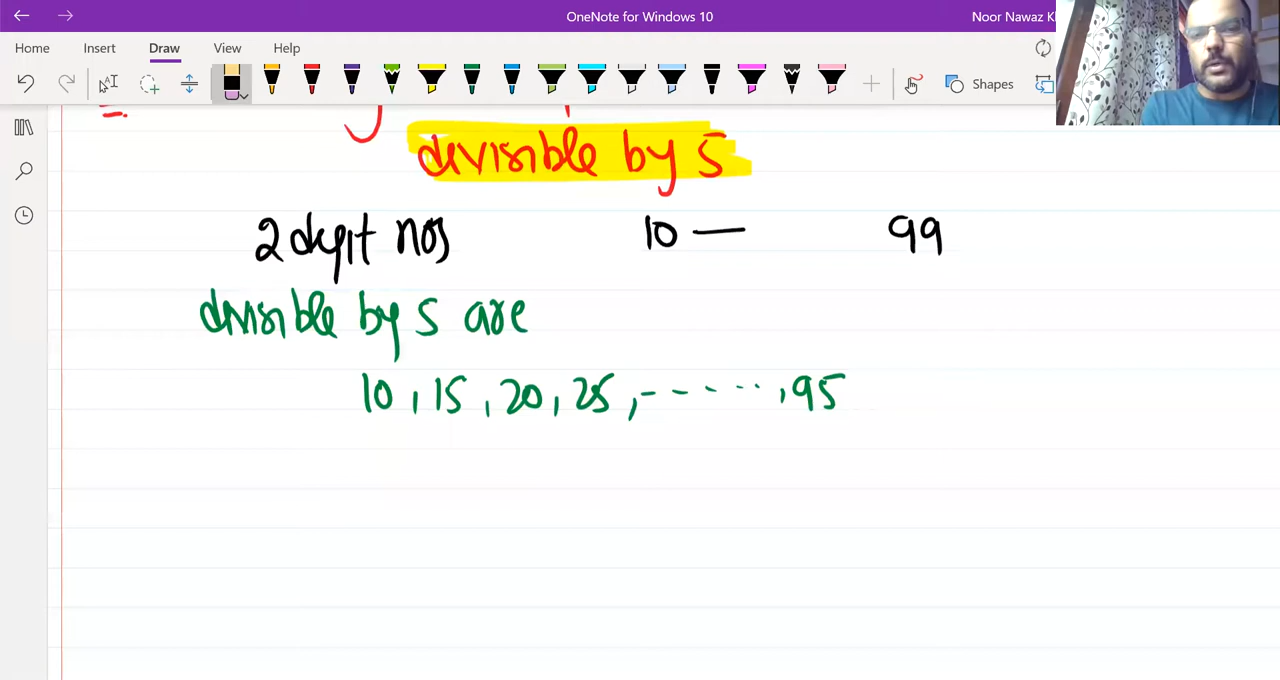 OneNote for Windows 10
Noor Nawaz Kh
Home Insert Draw View Help
Shapes
divisible by 5
2 digit nos 10 — 99
divisible by 5 are
10, 15, 20, 25, - - - - - -, 95